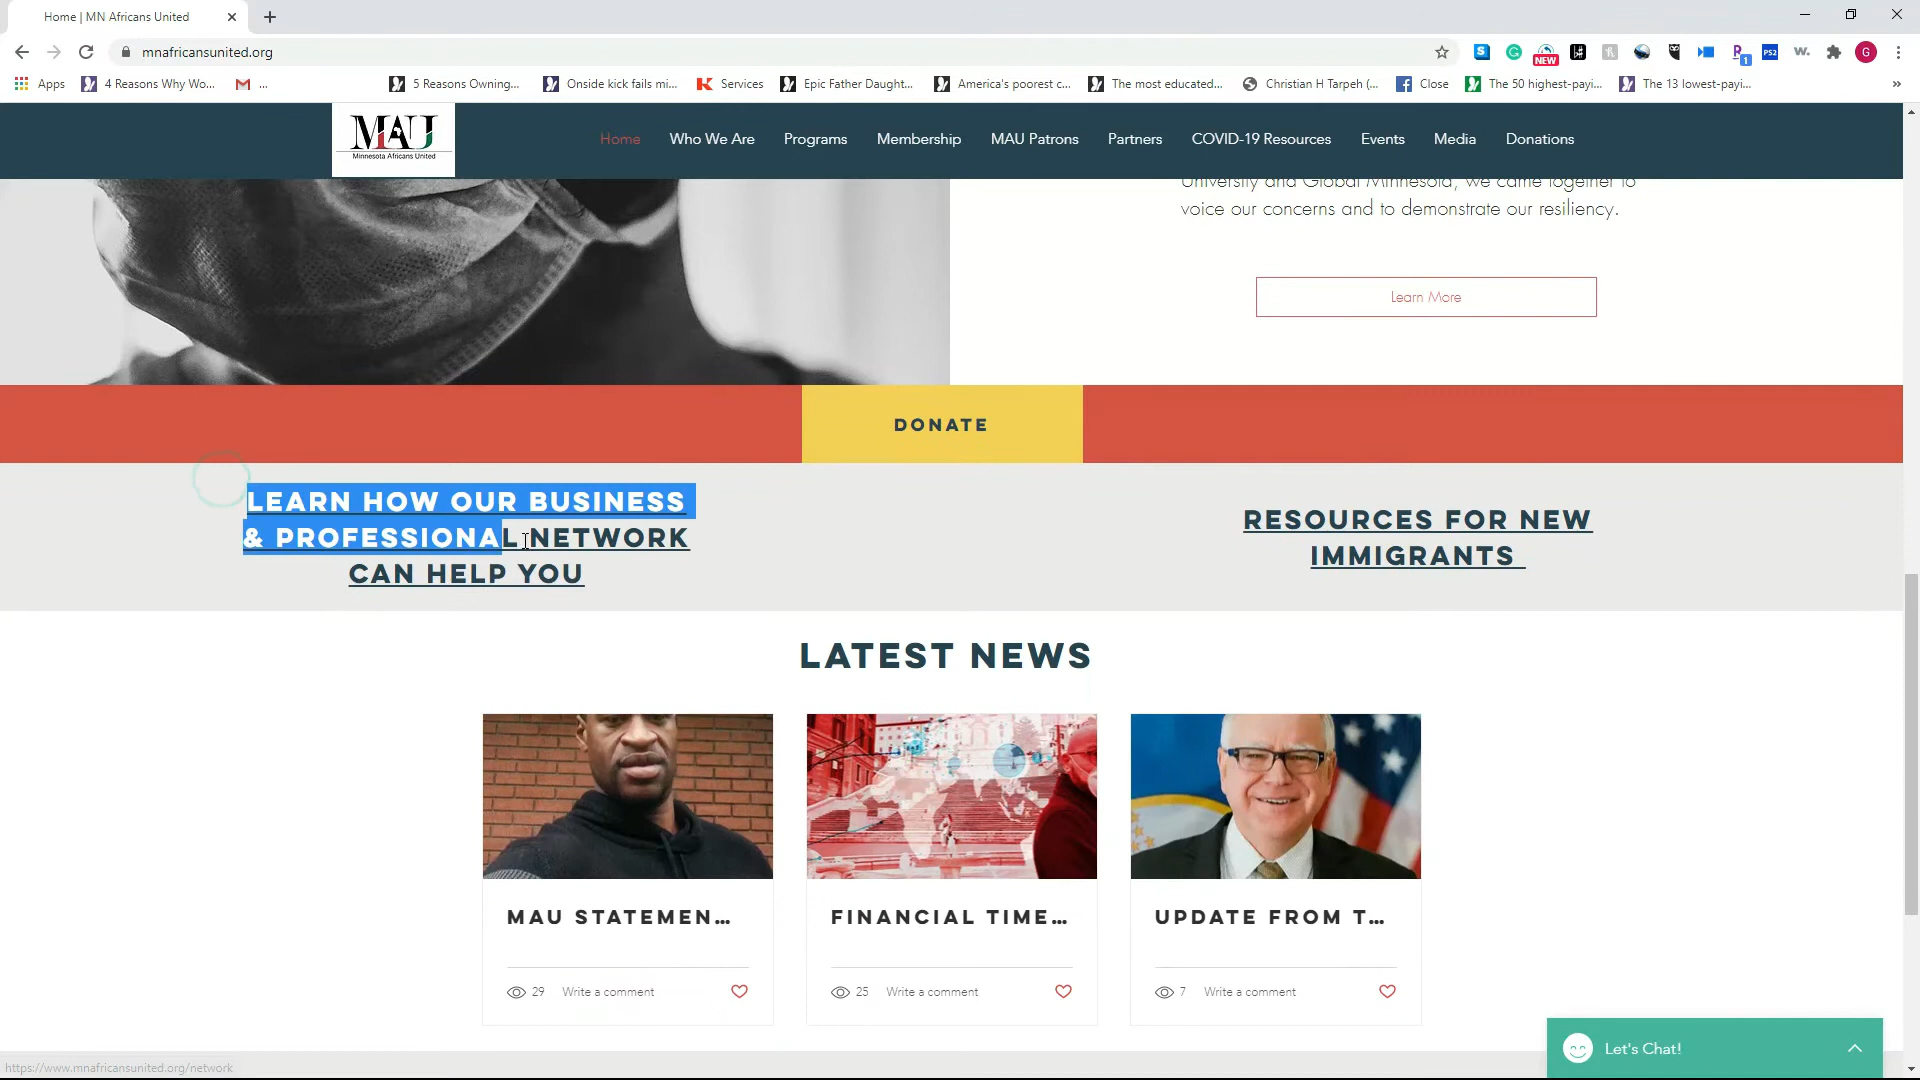 Home | MN Africans United
mnafricansunited.org
NEW
PS2
W.
1
G
Apps
4 Reasons Why Wo...
...
5 Reasons Owning...
Onside kick fails mi...
Services
Epic Father Daught...
America's poorest c...
The most educated...
Christian H Tarpeh (...
Close
The 50 highest-payi...
The 13 lowest-payi...
»
MAU
Minnesota Africans United
Home
Who We Are
Programs
Membership
MAU Patrons
Partners
COVID-19 Resources
Events
Media
Donations
University and Global Minnesota, we came together to
voice our concerns and to demonstrate our resiliency.
Learn More
DONATE
LEARN HOW OUR BUSINESS
& PROFESSIONAL NETWORK
CAN HELP YOU
RESOURCES FOR NEW
IMMIGRANTS
LATEST NEWS
MAU STATEMEN...
29 Write a comment
FINANCIAL TIME...
25 Write a comment
UPDATE FROM T...
7 Write a comment
Let's Chat!
https://www.mnafricansunited.org/network